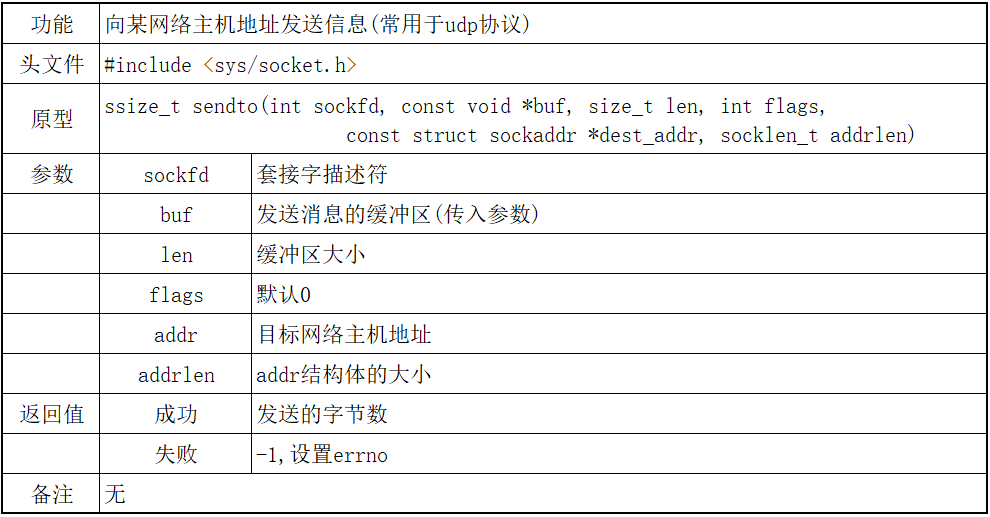 功能 向某网络主机地址发送信息(常用于udp协议)
头文件 #include <sys/socket.h>
原型 ssize_t sendto(int sockfd, const void *buf, size_t len, int flags,
const struct sockaddr *dest_addr, socklen_t addrlen)
参数 sockfd 套接字描述符
buf 发送消息的缓冲区(传入参数)
len 缓冲区大小
flags 默认0
addr 目标网络主机地址
addrlen addr结构体的大小
返回值 成功 发送的字节数
失败 -1,设置errno
备注 无